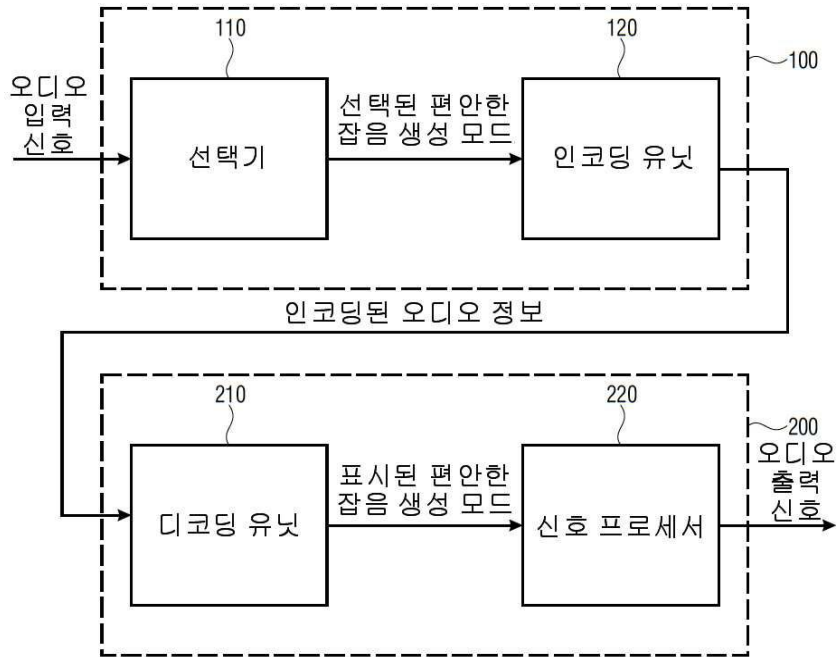 110
120
100
오디오
입력
신호
선택기
선택된 편안한
잡음 생성 모드
인코딩 유닛
인코딩된 오디오 정보
210
220
200
디코딩 유닛
표시된 편안한
잡음 생성 모드
신호 프로세서
오디오
출력
신호